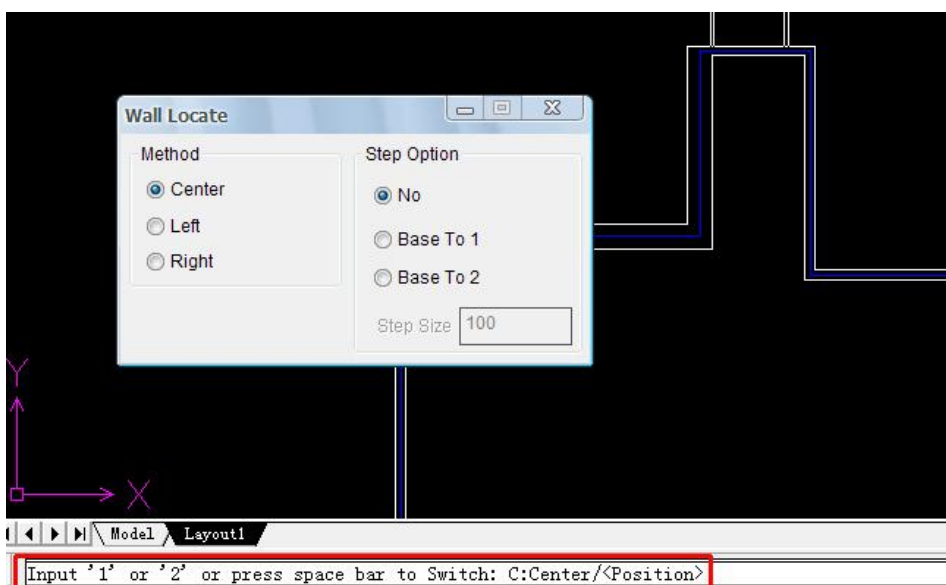 Wall Locate
Method
Center
Left
Right
Step Option
No
Base To 1
Base To 2
Step Size 100
Y
X
Model Layout1
Input '1' or '2' or press space bar to Switch: C:Center/<Position>